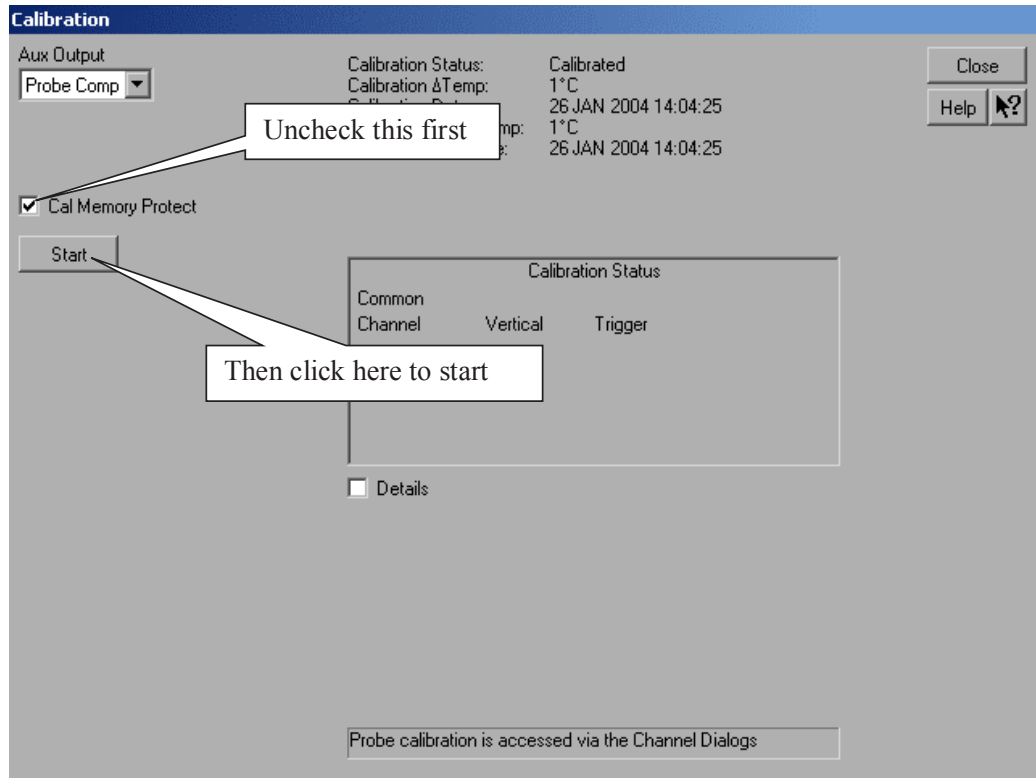 Calibration
Aux Output
Probe Comp
Calibration Status: Calibrated
Calibration ΔTemp: 1°C
26 JAN 2004 14:04:25
mp: 1°C
e: 26 JAN 2004 14:04:25
Close
Help
Uncheck this first
Cal Memory Protect
Start
Calibration Status
Common
Channel Vertical Trigger
Then click here to start
Details
Probe calibration is accessed via the Channel Dialogs